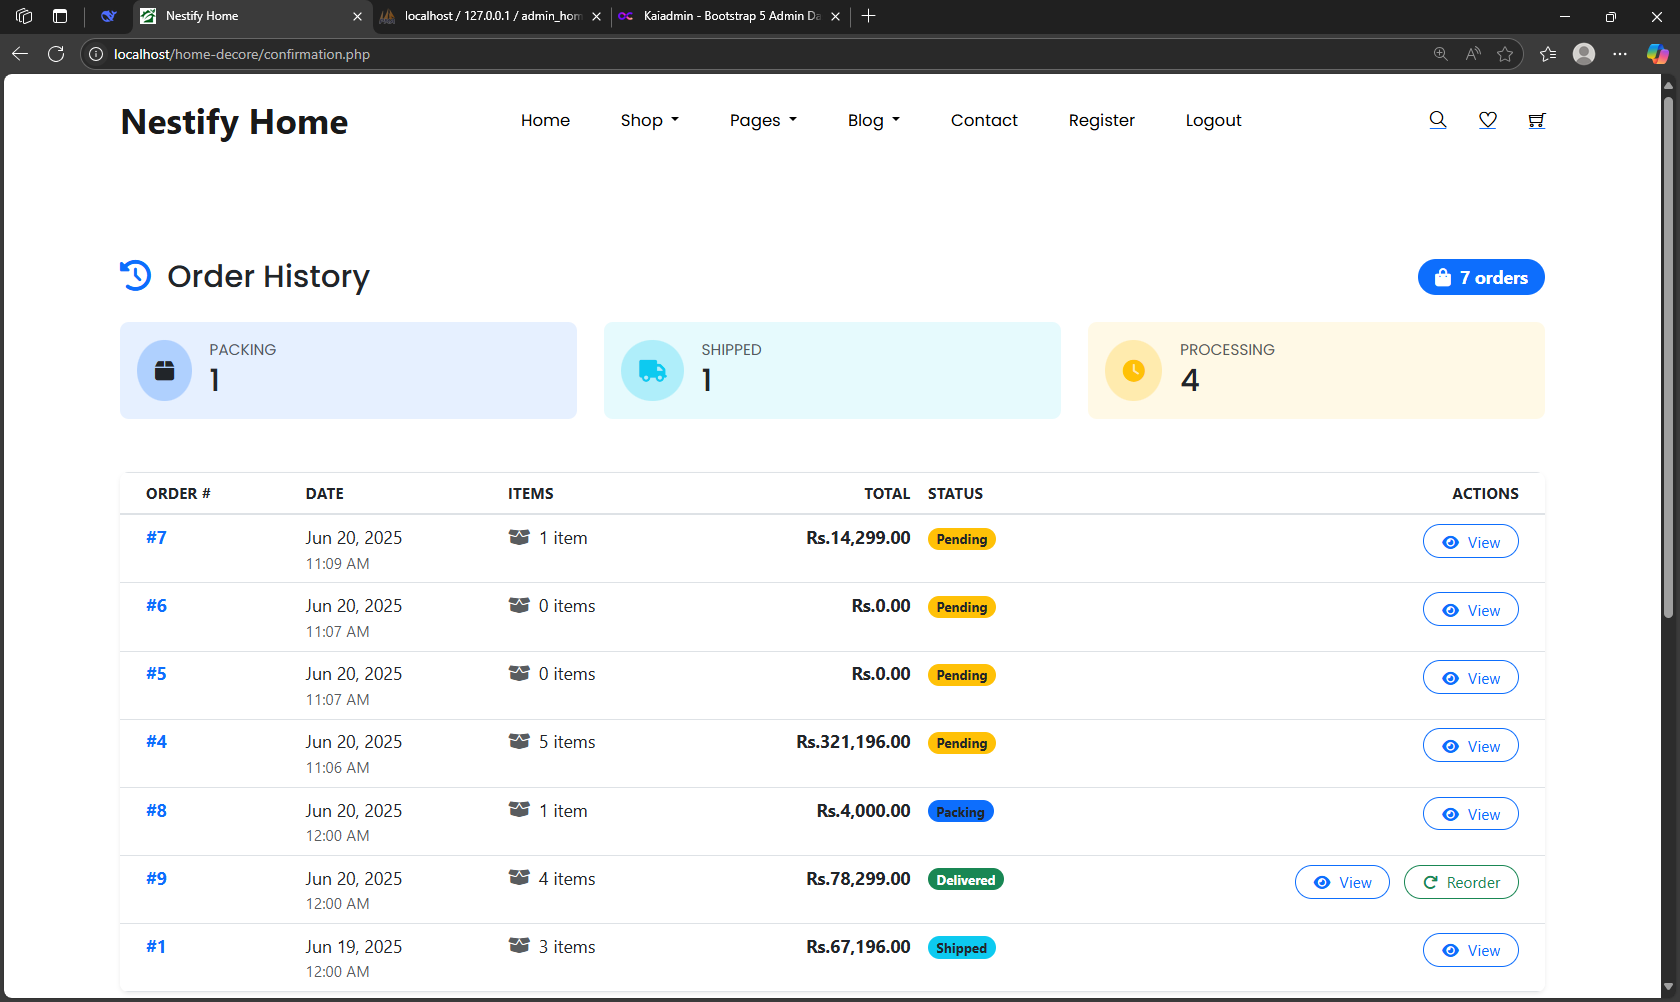 Nestify Home
localhost / 127.0.0.1 / admin_hom
Kaiadmin - Bootstrap 5 Admin Da
localhost/home-decore/confirmation.php
Nestify Home
Home Shop Pages Blog Contact Register Logout
Order History
7 orders
PACKING
1
SHIPPED
1
PROCESSING
4
ORDER # DATE ITEMS TOTAL STATUS ACTIONS
#7 Jun 20, 2025 1 item Rs.14,299.00 Pending View
11:09 AM
#6 Jun 20, 2025 0 items Rs.0.00 Pending View
11:07 AM
#5 Jun 20, 2025 0 items Rs.0.00 Pending View
11:07 AM
#4 Jun 20, 2025 5 items Rs.321,196.00 Pending View
11:06 AM
#8 Jun 20, 2025 1 item Rs.4,000.00 Packing View
12:00 AM
#9 Jun 20, 2025 4 items Rs.78,299.00 Delivered View Reorder
12:00 AM
#1 Jun 19, 2025 3 items Rs.67,196.00 Shipped View
12:00 AM